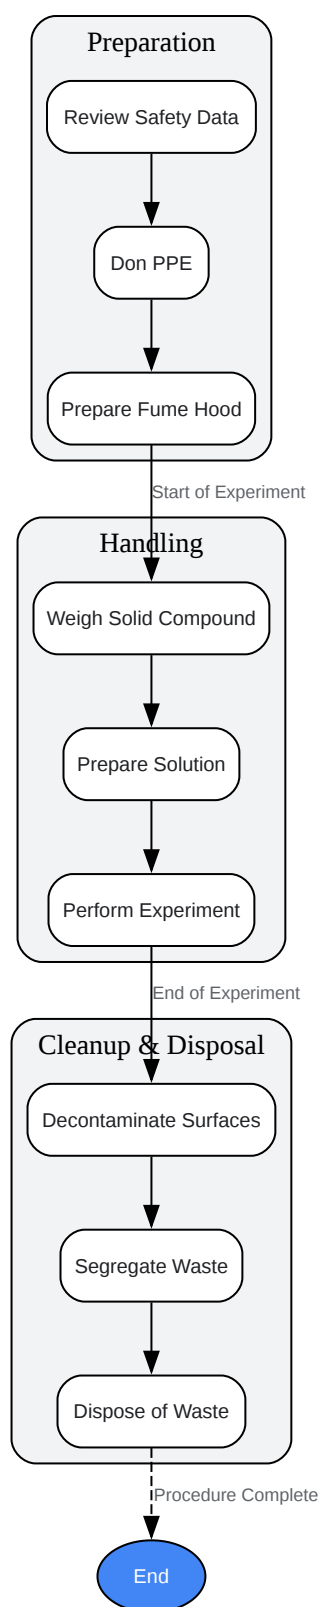 Preparation
Review Safety Data
Don PPE
Prepare Fume Hood
Start of Experiment
Handling
Weigh Solid Compound
Prepare Solution
Perform Experiment
End of Experiment
Cleanup & Disposal
Decontaminate Surfaces
Segregate Waste
Dispose of Waste
Procedure Complete
End